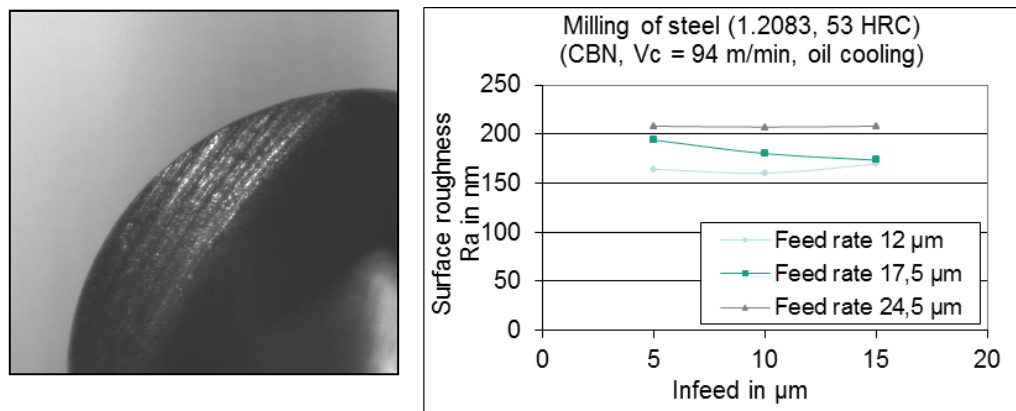 Milling of steel (1.2083, 53 HRC)
(CBN, Vc = 94 m/min, oil cooling)
Surface roughness
Ra in nm
250
200
150
100
50
0
Feed rate 12 µm
Feed rate 17,5 µm
Feed rate 24,5 µm
0 5 10 15 20
Infeed in µm